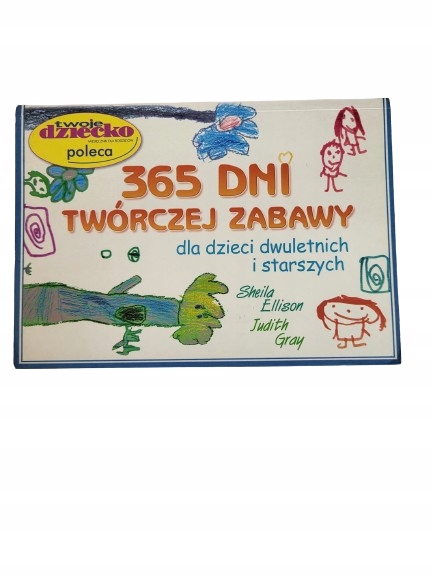 twoje
dziecko
poleca
365 DNI
TWÓRCZEJ ZABAWY
dla dzieci dwuletnich
i starszych
Sheila
Ellison
Judith
Gray